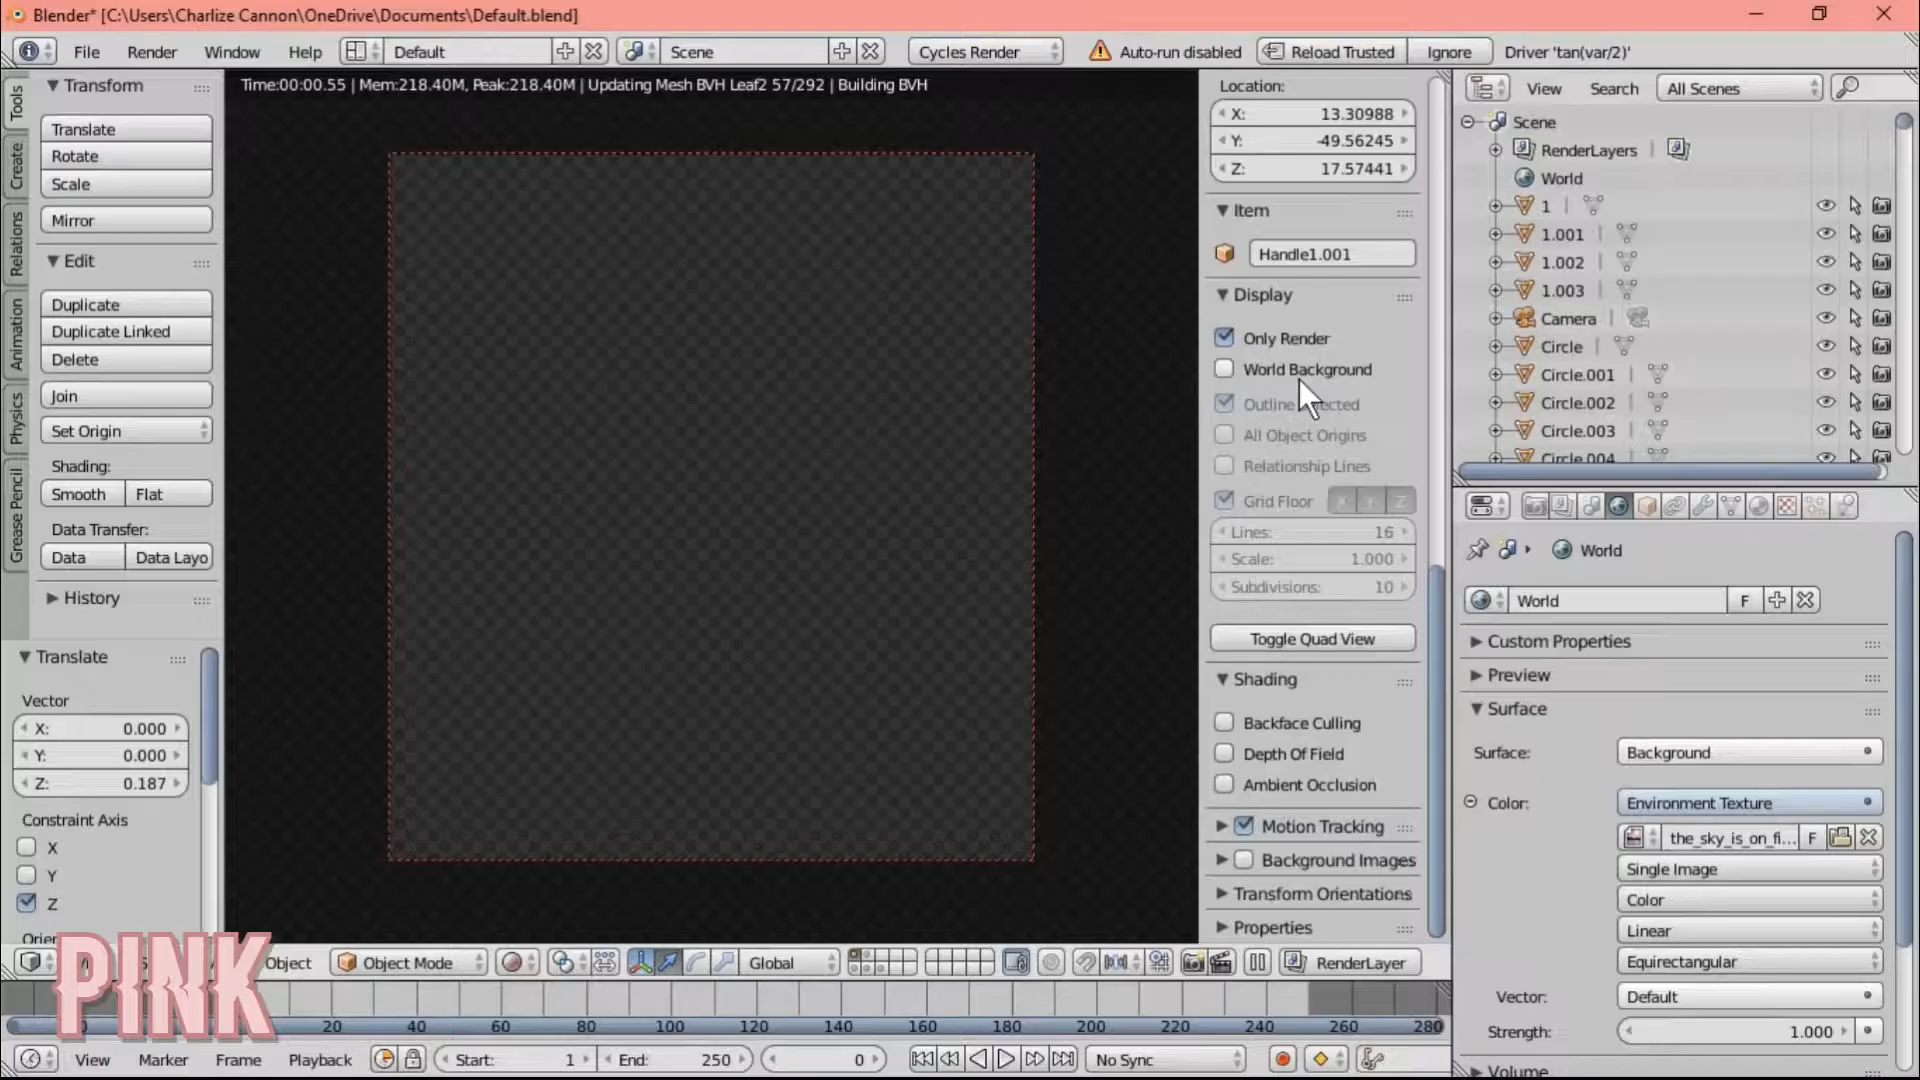 Blender* [C:\Users\Charlize Cannon\OneDrive\Documents\Default.blend]
File Render Window Help Default Scene Cycles Render Auto-run disabled Reload Trusted Ignore Driver 'tan(var/2)'
Time:00:00.55 | Mem:218.40M, Peak:218.40M | Updating Mesh BVH Leaf2 57/292 | Building BVH
Tools
Create
Relations
Animation
Physics
Grease Pencil
Transform
Translate
Rotate
Scale
Mirror
Edit
Duplicate
Duplicate Linked
Delete
Join
Set Origin
Shading:
Smooth Flat
Data Transfer:
Data Data Layo
History
Translate
Vector
X: 0.000
Y: 0.000
Z: 0.187
Constraint Axis
X
Y
Z
PINK
Location:
X: 13.30988
Y: -49.56245
Z: 17.57441
Item
Handle1.001
Display
Only Render
World Background
All Object Origins
Relationship Lines
Grid Floor
Lines: 16
Scale: 1.000
Subdivisions: 10
Toggle Quad View
Shading
Backface Culling
Depth Of Field
Ambient Occlusion
Motion Tracking
Background Images
Transform Orientations
Properties
View Search All Scenes
Scene
RenderLayers
World
1
1.001
1.002
1.003
Camera
Circle
Circle.001
Circle.002
Circle.003
Circle.004
World
World F
Custom Properties
Preview
Surface
Surface: Background
Color: Environment Texture
the_sky_is_on_fi... F
Single Image
Color
Linear
Equirectangular
Vector: Default
Strength: 1.000
Volume
Object Object Mode Global RenderLayer
20 40 60 80 100 120 140 160 180 200 220 240 260 280
View Marker Frame Playback Start: 1 End: 250 0 No Sync